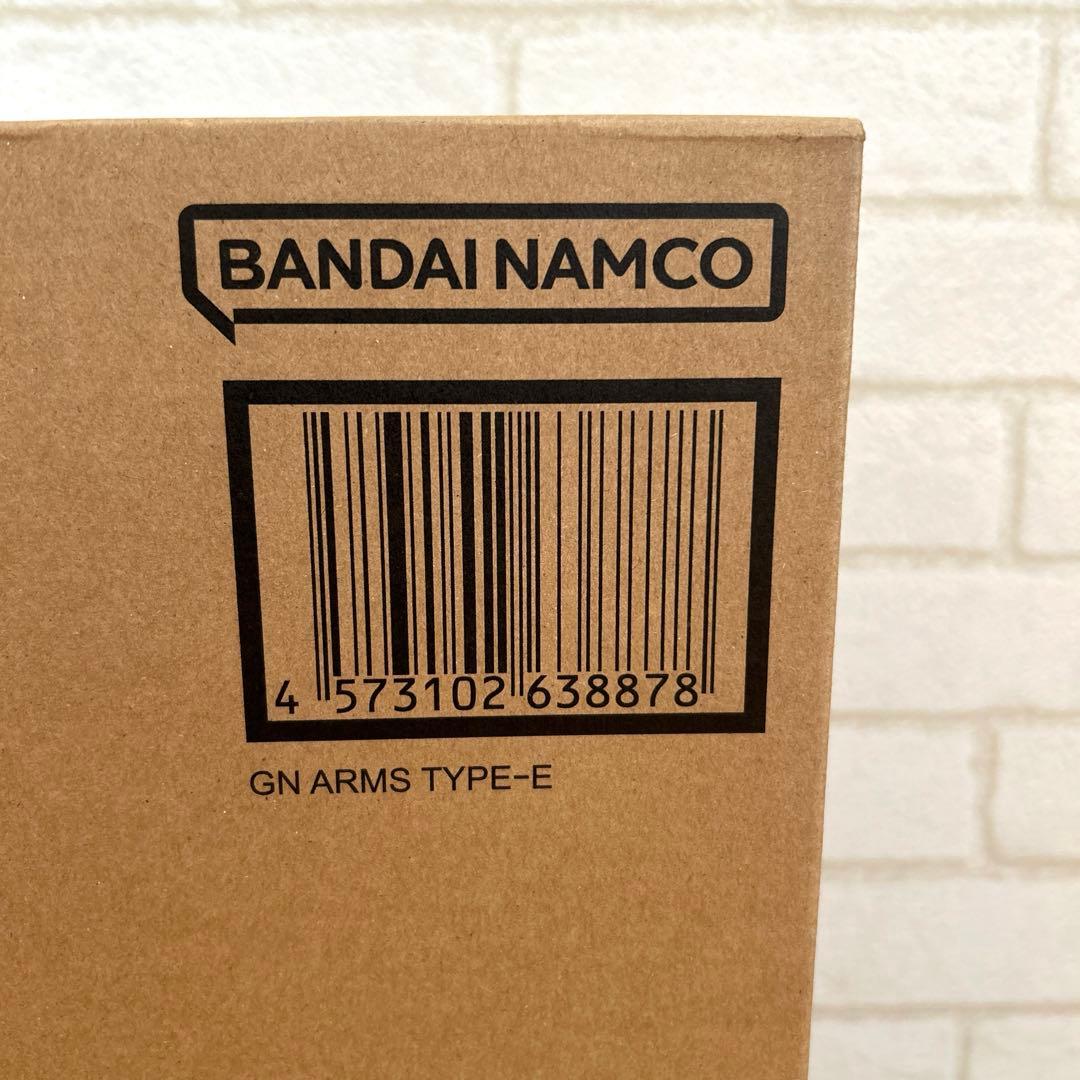 BANDAI NAMCO
4 573102 638878
GN ARMS TYPE-E